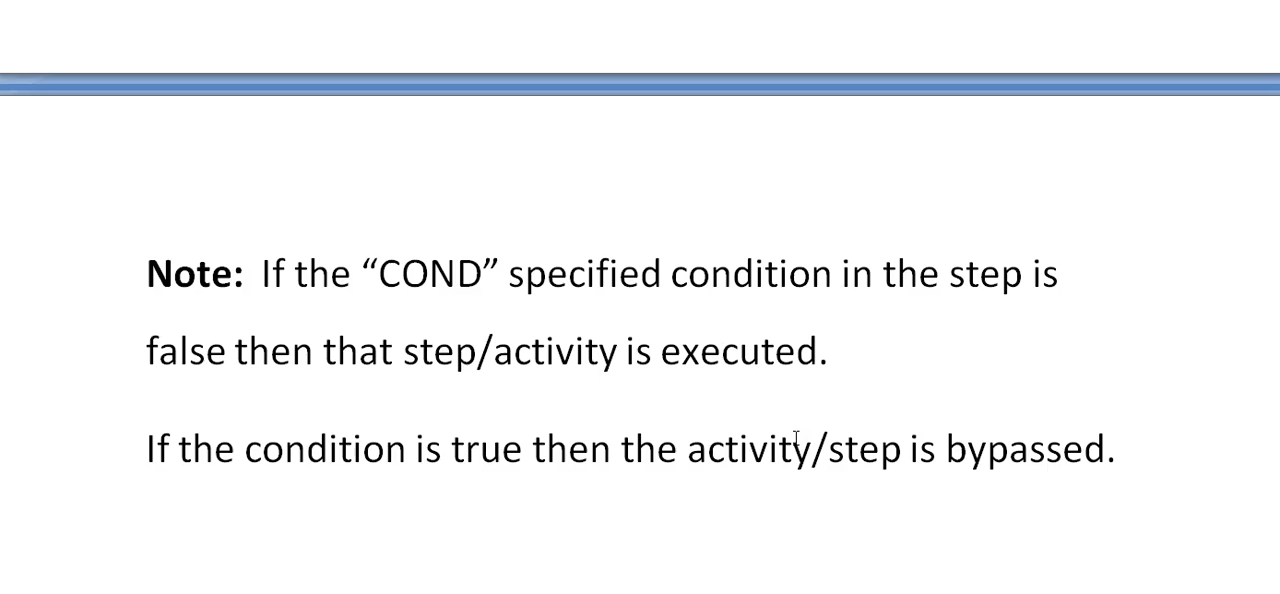 Note: If the “COND” specified condition in the step is
false then that step/activity is executed.
If the condition is true then the activity/step is bypassed.